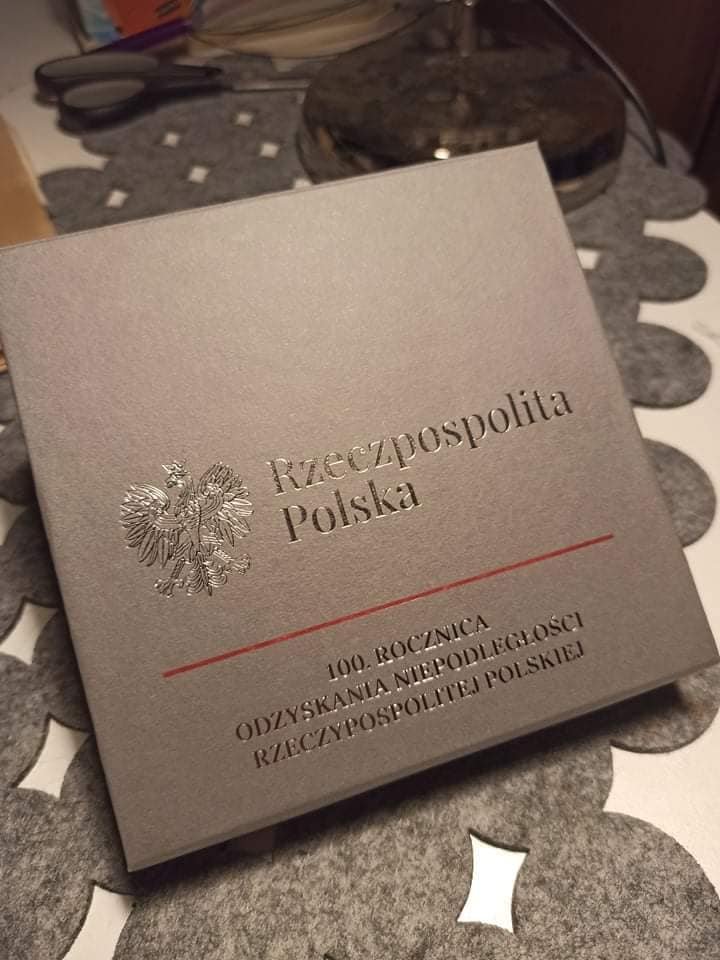 Rzeczpospolita
Polska
100. ROCZNICA
ODZYSKANIA NIEPODLEGŁOŚCI
RZECZYPOSPOLITEJ POLSKIEJ